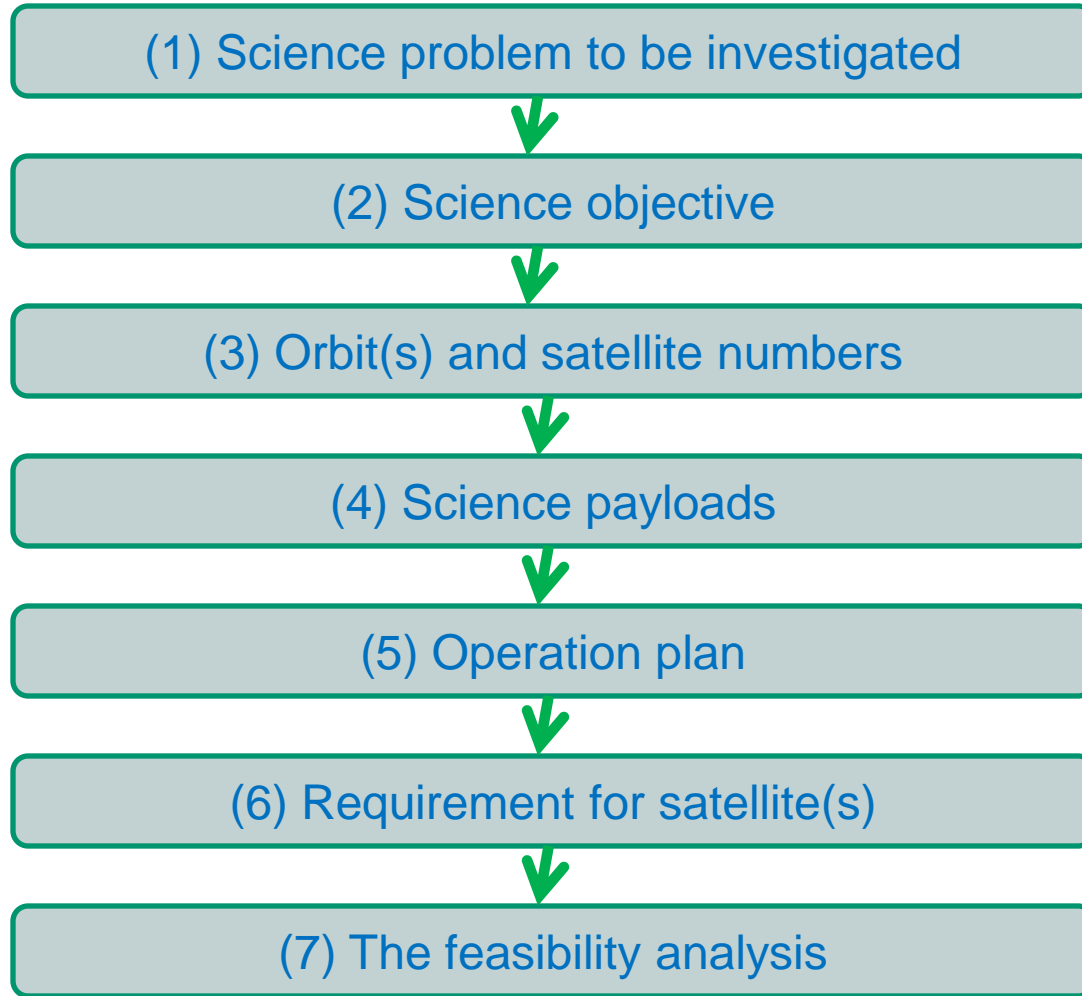 (1) Science problem to be investigated
(2) Science objective
(3) Orbit(s) and satellite numbers
(4) Science payloads
(5) Operation plan
(6) Requirement for satellite(s)
(7) The feasibility analysis